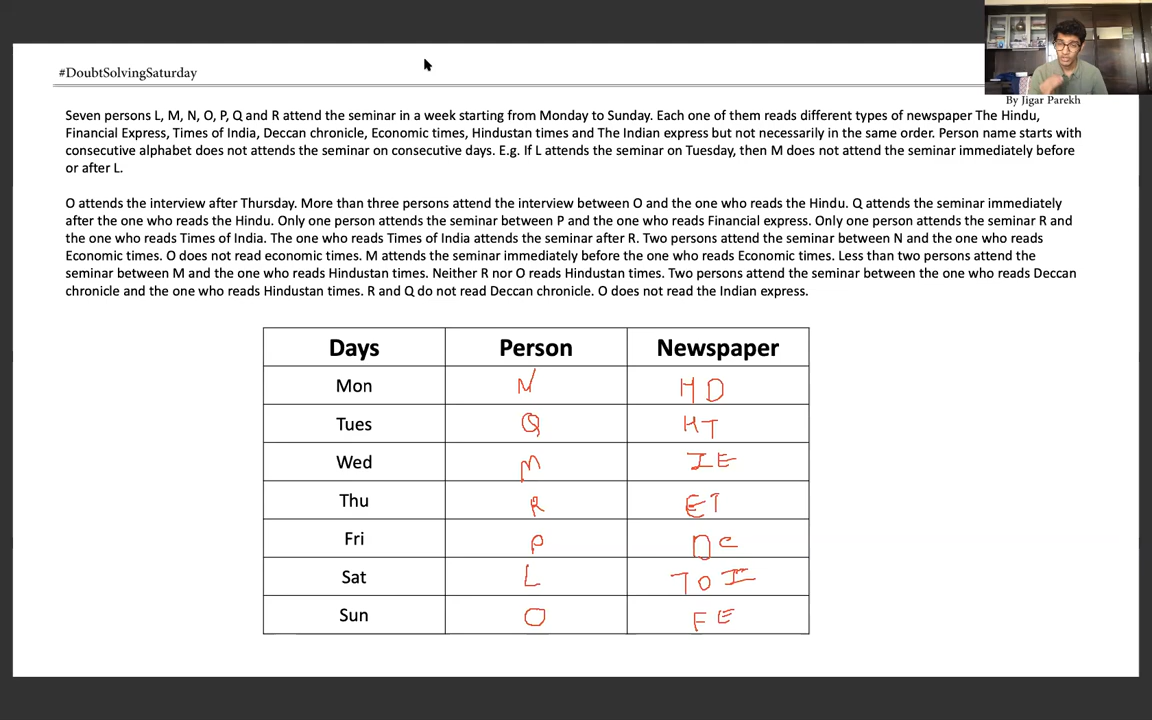 #DoubtSolvingSaturday
By Jigar Parekh
Seven persons L, M, N, O, P, Q and R attend the seminar in a week starting from Monday to Sunday. Each one of them reads different types of newspaper The Hindu,
Financial Express, Times of India, Deccan chronicle, Economic times, Hindustan times and The Indian express but not necessarily in the same order. Person name starts with
consecutive alphabet does not attends the seminar on consecutive days. E.g. If L attends the seminar on Tuesday, then M does not attend the seminar immediately before
or after L.
O attends the interview after Thursday. More than three persons attend the interview between O and the one who reads the Hindu. Q attends the seminar immediately
after the one who reads the Hindu. Only one person attends the seminar between P and the one who reads Financial express. Only one person attends the seminar R and
the one who reads Times of India. The one who reads Times of India attends the seminar after R. Two persons attend the seminar between N and the one who reads
Economic times. O does not read economic times. M attends the seminar immediately before the one who reads Economic times. Less than two persons attend the
seminar between M and the one who reads Hindustan times. Neither R nor O reads Hindustan times. Two persons attend the seminar between the one who reads Deccan
chronicle and the one who reads Hindustan times. R and Q do not read Deccan chronicle. O does not read the Indian express.
Days Person Newspaper
Mon N HD
Tues Q HT
Wed M IE
Thu R ET
Fri P DC
Sat L TOI
Sun O FE